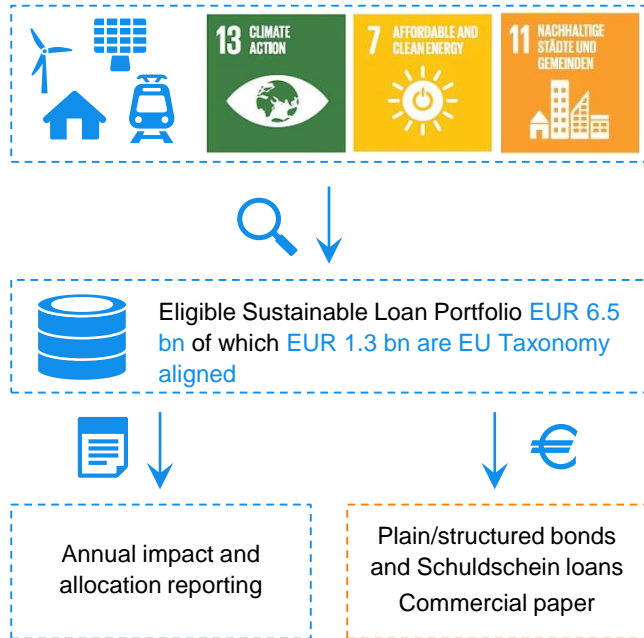 13 CLIMATE
ACTION
7 AFFORDABLE AND
CLEAN ENERGY
11 NACHHALTIGE
STÄDTE UND
GEMEINDEN
Eligible Sustainable Loan Portfolio EUR 6.5
bn of which EUR 1.3 bn are EU Taxonomy
aligned
€
Annual impact and
allocation reporting
Plain/structured bonds
and Schuldschein loans
Commercial paper